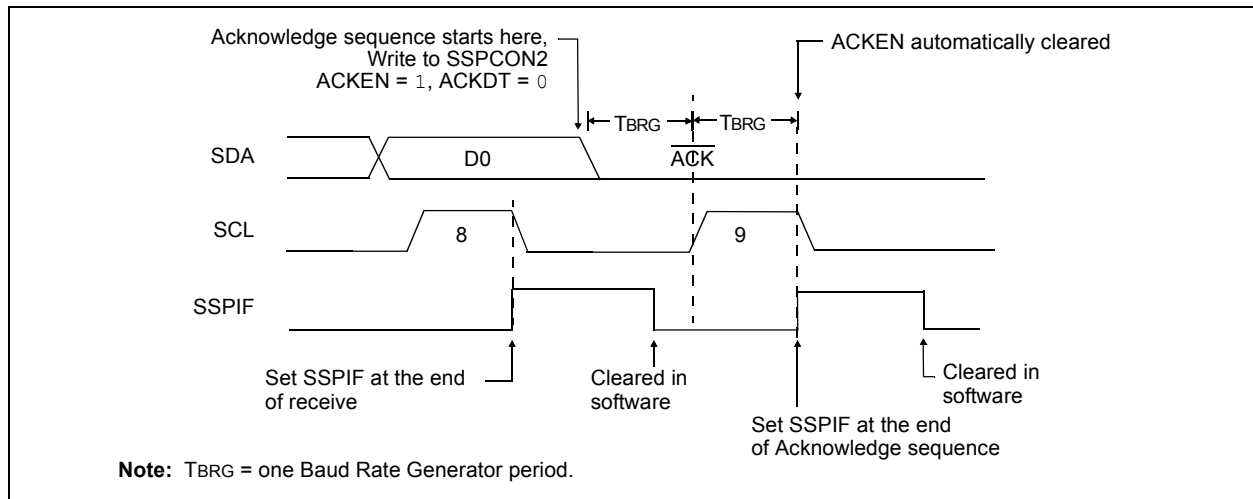 Acknowledge sequence starts here,
Write to SSPCON2
ACKEN = 1, ACKDT = 0
ACKEN automatically cleared
TBRG
TBRG
SDA
D0
ACK
SCL
8
9
SSPIF
Set SSPIF at the end
of receive
Cleared in
software
Set SSPIF at the end
of Acknowledge sequence
Cleared in
software
Note: TBRG = one Baud Rate Generator period.